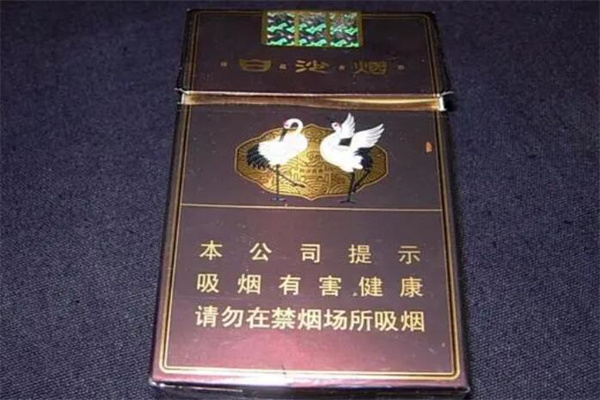 白沙烟
本公司提示
吸烟有害健康
请勿在禁烟场所吸烟